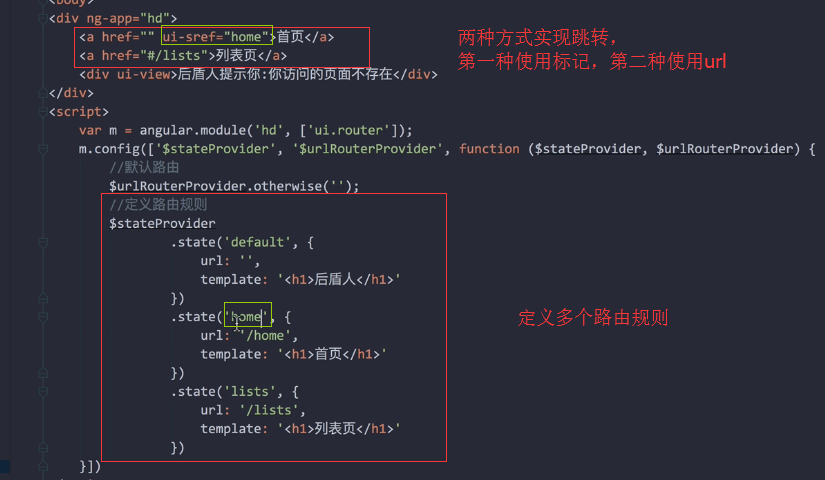 <body>
<div ng-app="hd">
<a href="" ui-sref="home">首页</a>
<a href="#/lists">列表页</a>
<div ui-view>后盾人提示你:你访问的页面不存在</div>
</div>
两种方式实现跳转，
第一种使用标记，第二种使用url
<script>
var m = angular.module('hd', ['ui.router']);
m.config(['$stateProvider', '$urlRouterProvider', function ($stateProvider, $urlRouterProvider) {
//默认路由
$urlRouterProvider.otherwise('');
//定义路由规则
$stateProvider
.state('default', {
url: '',
template: '<h1>后盾人</h1>'
})
.state('home', {
url: '/home',
template: '<h1>首页</h1>'
})
.state('lists', {
url: '/lists',
template: '<h1>列表页</h1>'
})
}])
定义多个路由规则